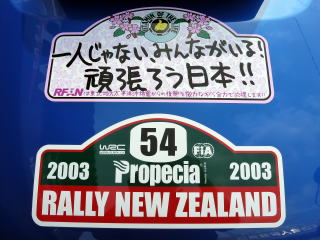 一人じゃない、みんながいる!
頑張ろう日本!!
54
WRC
FIA
2003 Propecia 2003
RALLY NEW ZEALAND